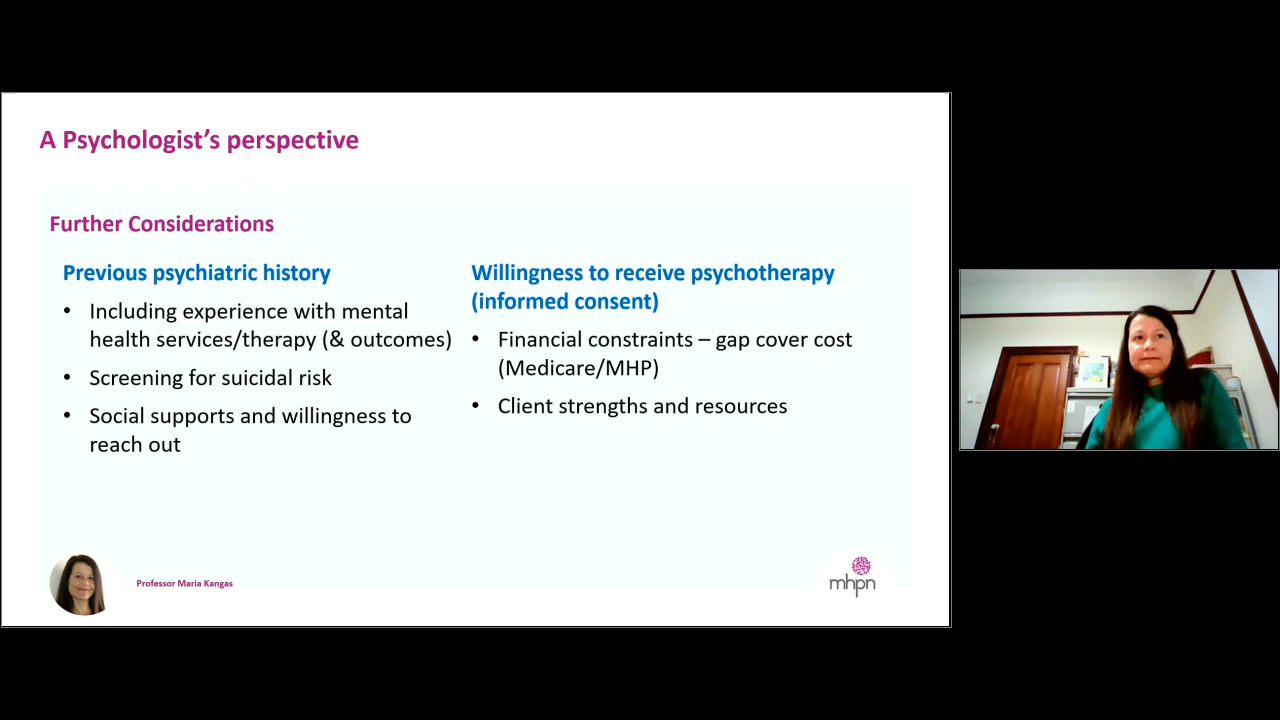 A Psychologist’s perspective
Further Considerations
Previous psychiatric history
• Including experience with mental
health services/therapy (& outcomes)
• Screening for suicidal risk
• Social supports and willingness to
reach out
Willingness to receive psychotherapy
(informed consent)
• Financial constraints – gap cover cost
(Medicare/MHP)
• Client strengths and resources
Professor Maria Kangas
mhpn